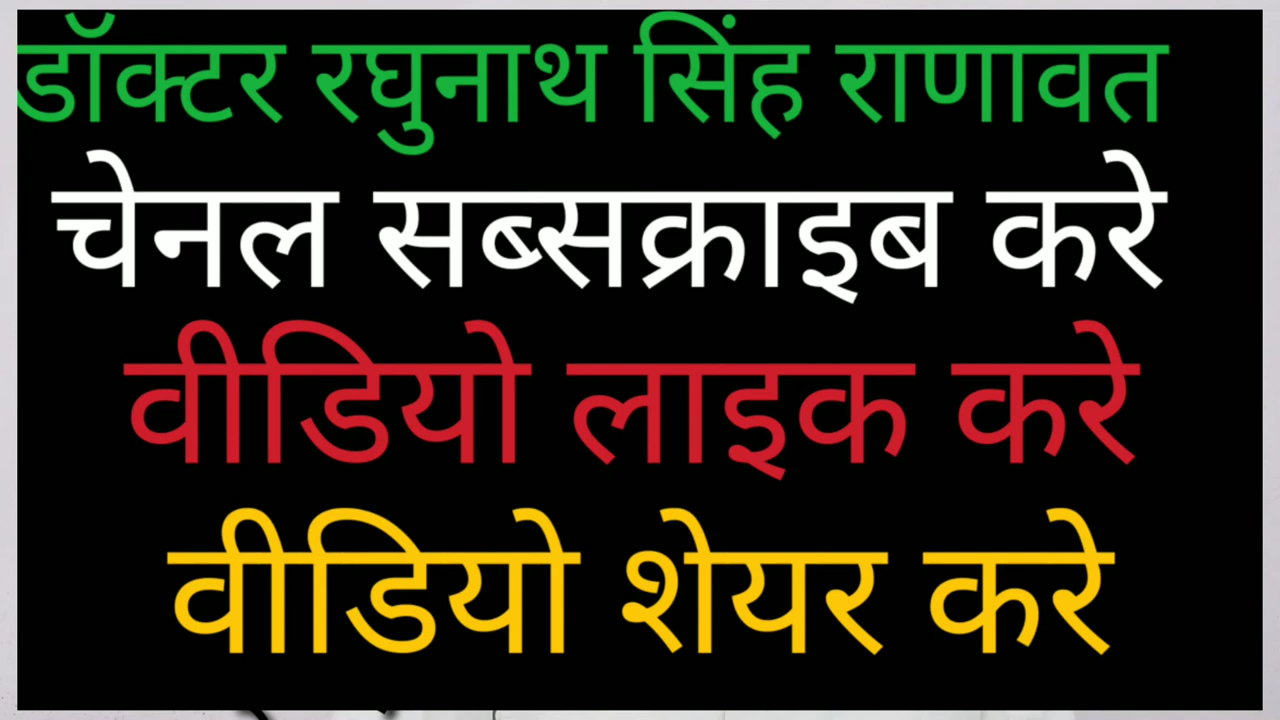 डॉक्टर रघुनाथ सिंह राणावत
चेनल सब्सक्राइब करे
वीडियो लाइक करे
वीडियो शेयर करे